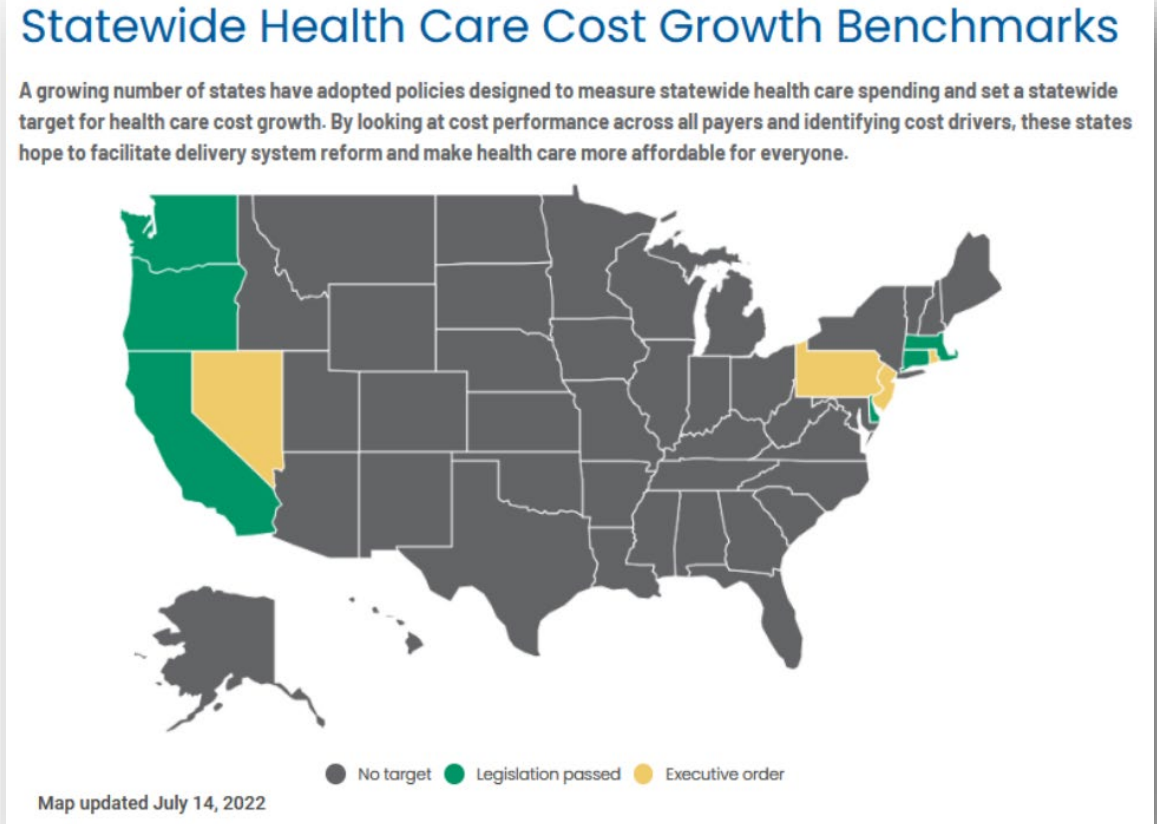 Statewide Health Care Cost Growth Benchmarks
A growing number of states have adopted policies designed to measure statewide health care spending and set a statewide
target for health care cost growth. By looking at cost performance across all payers and identifying cost drivers, these states
hope to facilitate delivery system reform and make health care more affordable for everyone.
No target Legislation passed Executive order
Map updated July 14, 2022